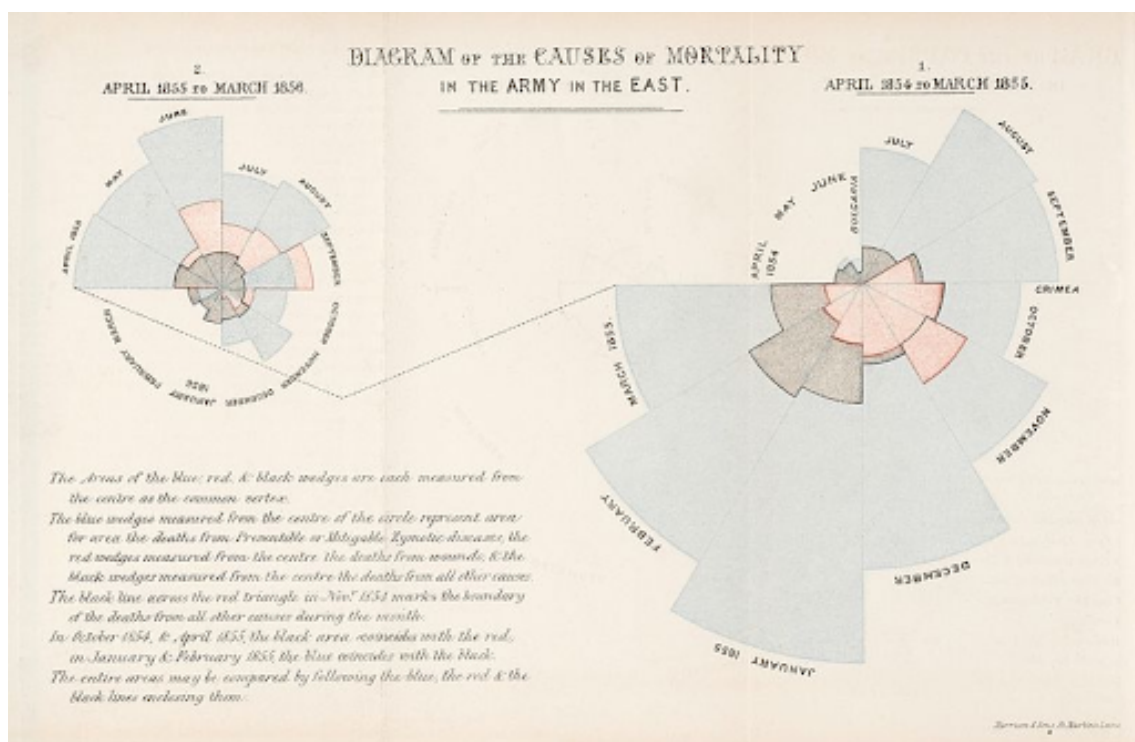 DIAGRAM OF THE CAUSES OF MORTALITY
IN THE ARMY IN THE EAST.
2.
APRIL 1855 TO MARCH 1856.
1.
APRIL 1854 TO MARCH 1855.
APRIL 1855
MAY
JUNE
JULY
AUGUST
SEPTEMBER
OCTOBER
NOVEMBER
DECEMBER
JANUARY
1856
FEBRUARY
MARCH
APRIL
1854
MAY
JUNE
BULGARIA
JULY
AUGUST
SEPTEMBER
CRIMEA
OCTOBER
NOVEMBER
DECEMBER
JANUARY 1855
FEBRUARY
MARCH 1855.
The Areas of the blue, red, & black wedges are each measured from
the centre as the common vertex.
The blue wedges measured from the centre of the circle represent area
for area the deaths from Preventible or Mitigable Zymotic diseases, the
red wedges measured from the centre the deaths from wounds, & the
black wedges measured from the centre the deaths from all other causes.
The black line across the red triangle in Novr. 1854 marks the boundary
of the deaths from all other causes during the month.
In October 1854, & April 1855, the black area coincides with the red,
in January & February 1855, the blue coincides with the black.
The entire areas may be compared by following the blue, the red & the
black lines enclosing them.
Harrison & Sons, St. Martins Lane.